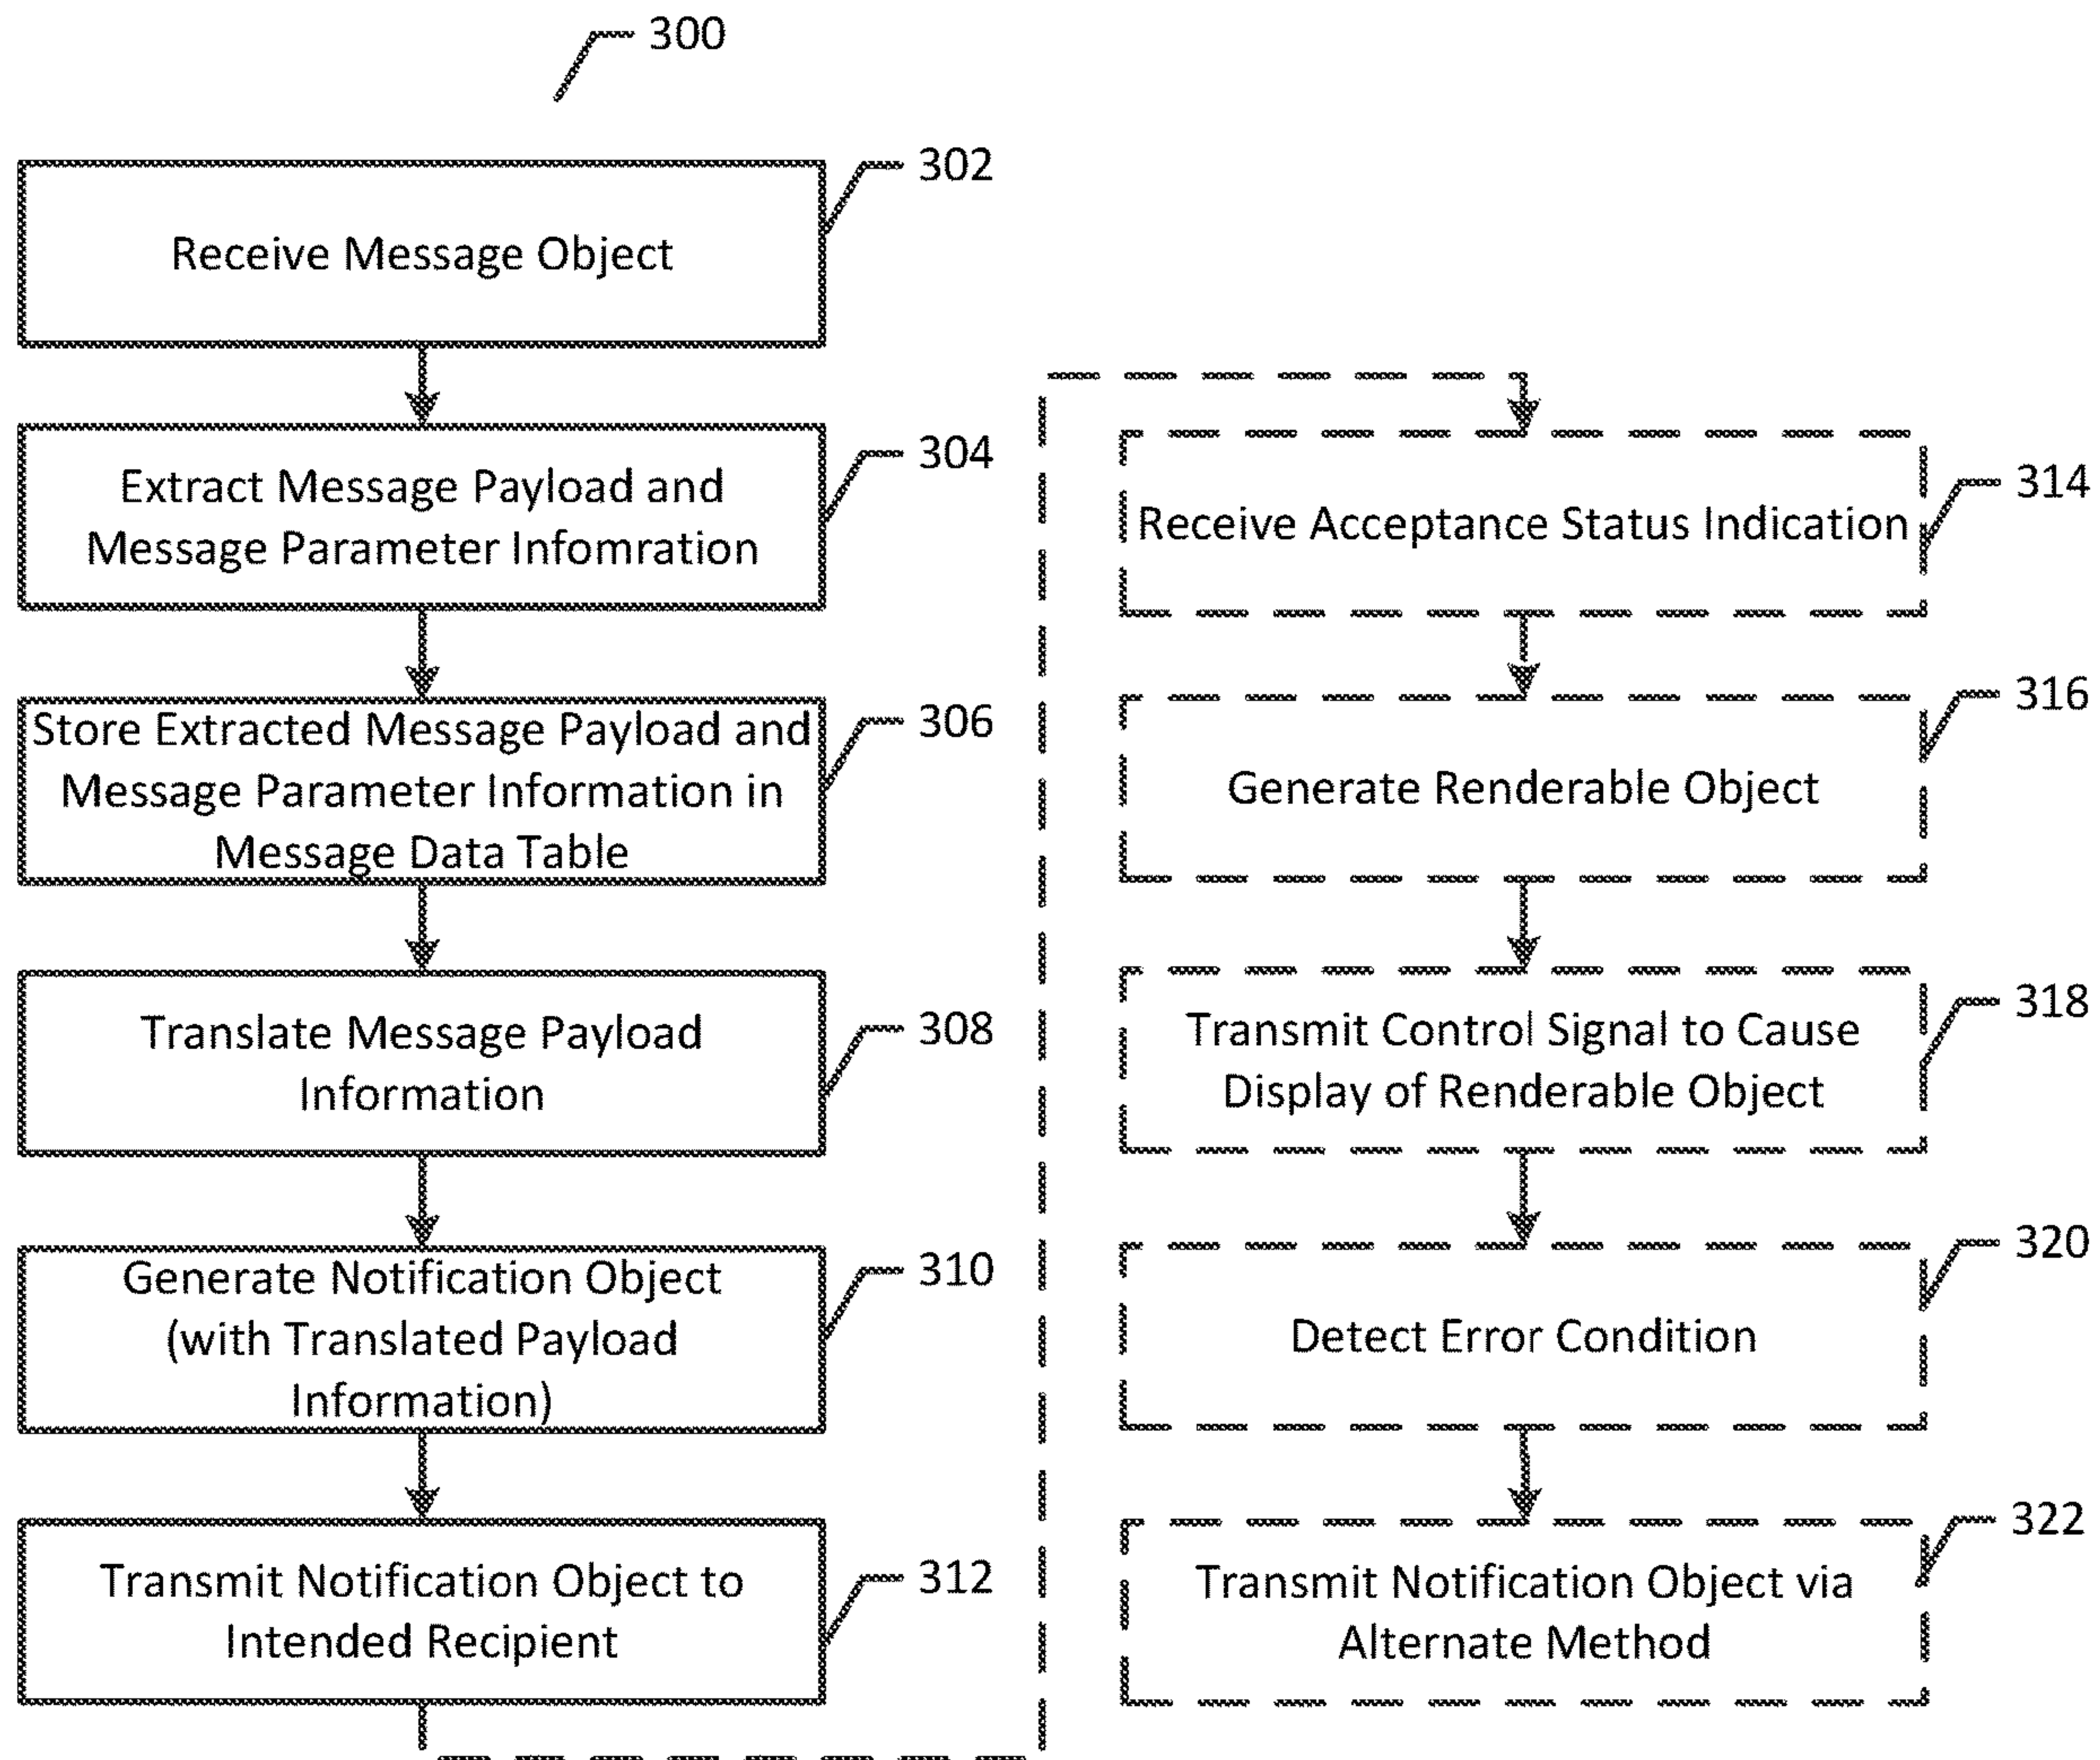 300
302
Receive Message Object
304
Extract Message Payload and
Message Parameter Infomration
306
Store Extracted Message Payload and
Message Parameter Information in
Message Data Table
308
Translate Message Payload
Information
310
Generate Notification Object
(with Translated Payload
Information)
312
Transmit Notification Object to
Intended Recipient
314
Receive Acceptance Status Indication
316
Generate Renderable Object
318
Transmit Control Signal to Cause
Display of Renderable Object
320
Detect Error Condition
322
Transmit Notification Object via
Alternate Method